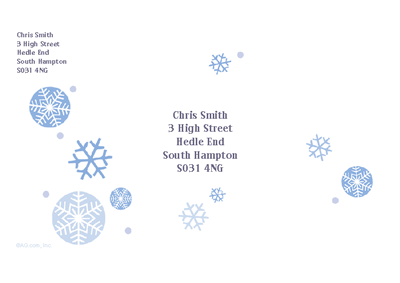 Chris Smith
3 High Street
Hedle End
South Hampton
S031 4NG
Chris Smith
3 High Street
Hedle End
South Hampton
S031 4NG